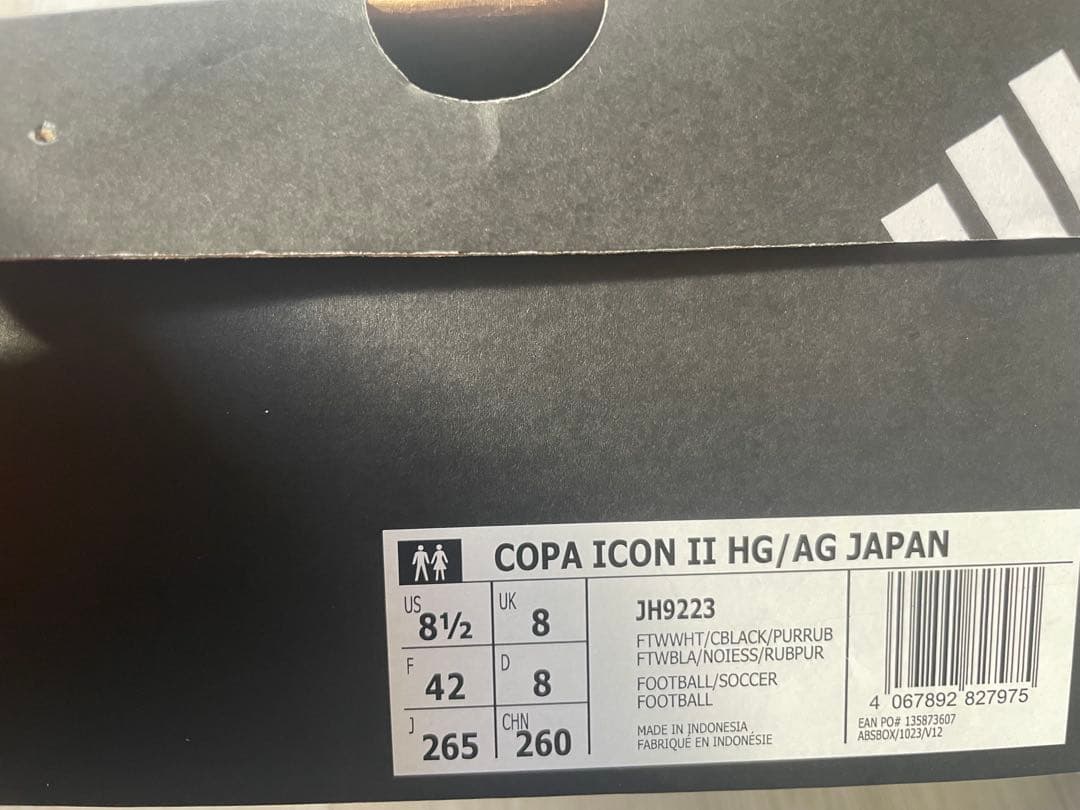 COPA ICON II HG/AG JAPAN
US 8½ UK 8
F 42 D 8
J 265 CHN 260
JH9223
FTWWHT/CBLACK/PURRUB
FTWBLA/NOIESS/RUBPUR
FOOTBALL/SOCCER
FOOTBALL
MADE IN INDONESIA
FABRIQUÉ EN INDONÉSIE
4 067892 827975
EAN PO# 135873607
ABSBOX/1023/V12